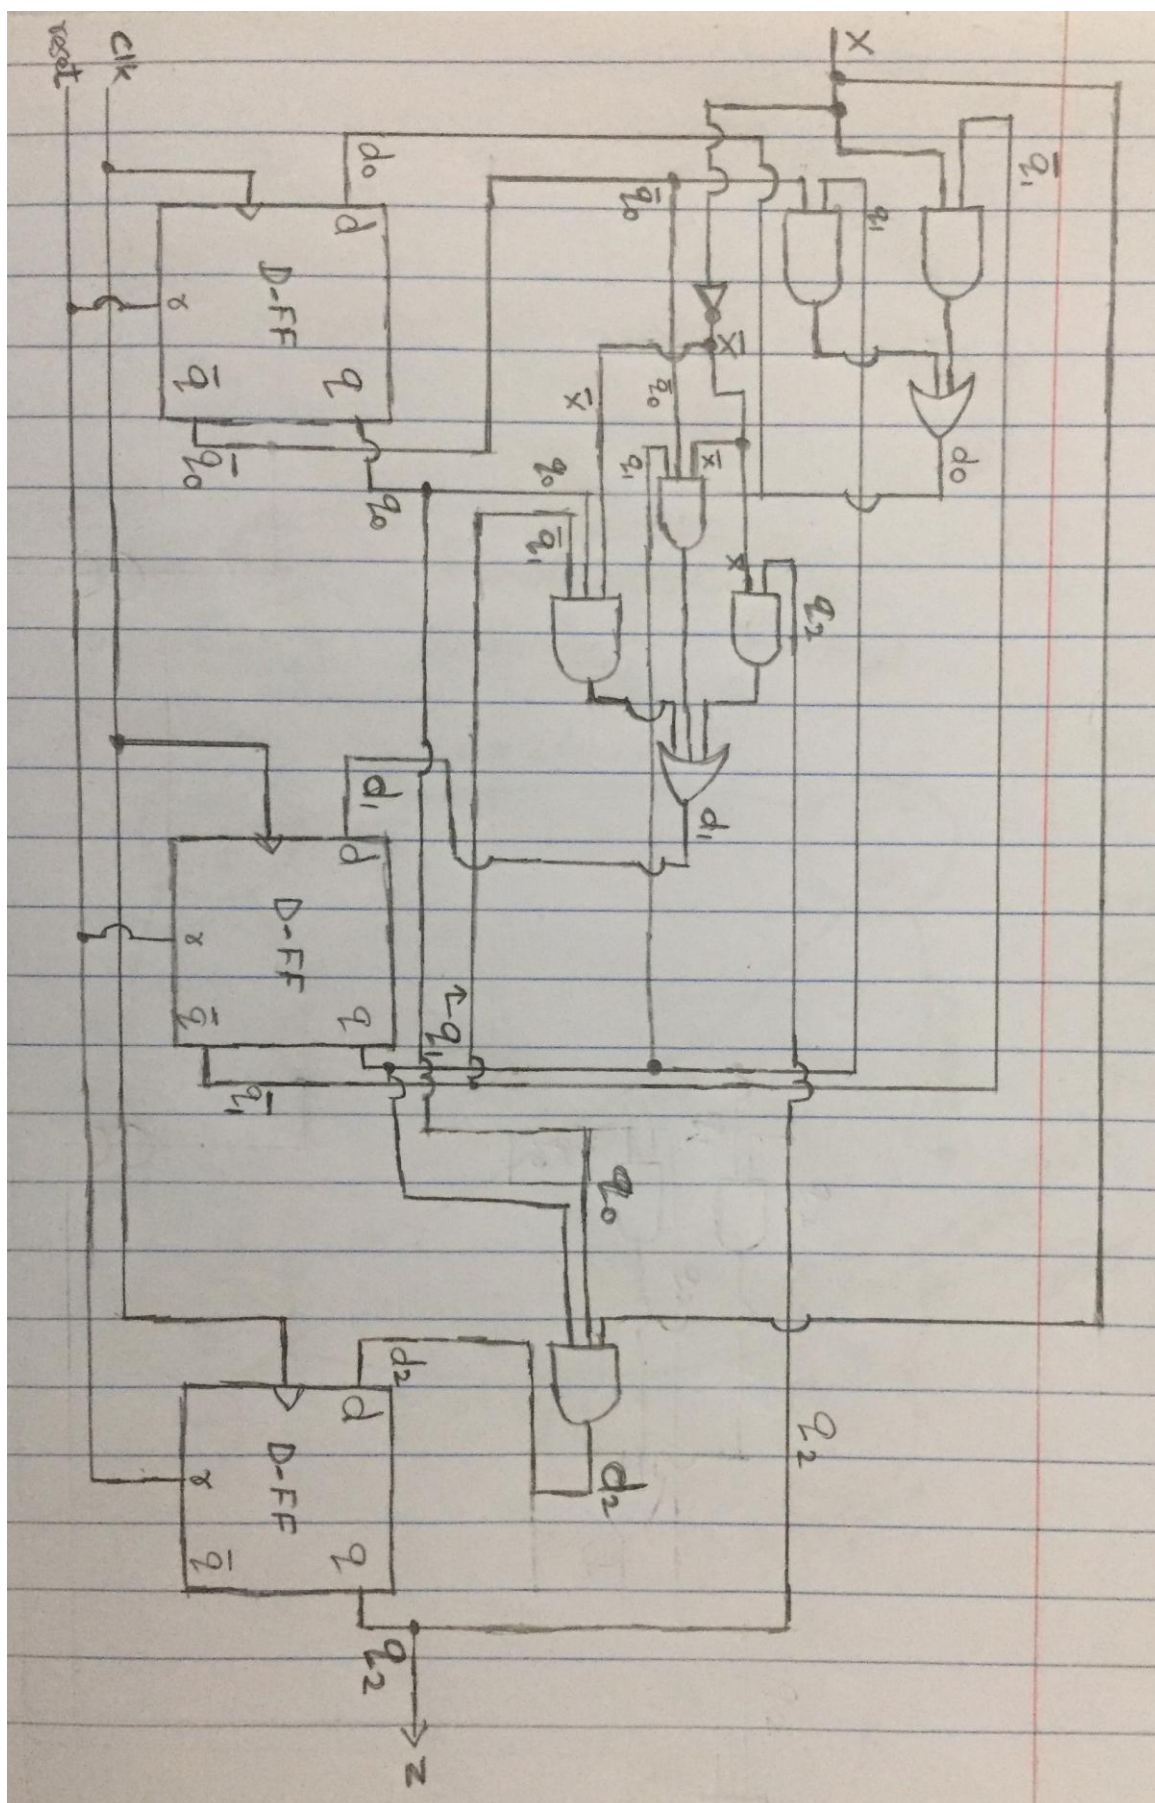 x
q̄₁
q₁
q̄₀
d₀
x̄
q̄₀
x̄
x̄
q₁
q₀
q̄₁
x
q₂
d₁
clk
reset
d₀
d
D-FF
r
q
q̄
q̄₀
q₀
d₁
d
D-FF
r
q
q̄
←q₁
q̄₁
q₀
d₂
d₂
d
D-FF
r
q
q̄
q₂
q₂
z